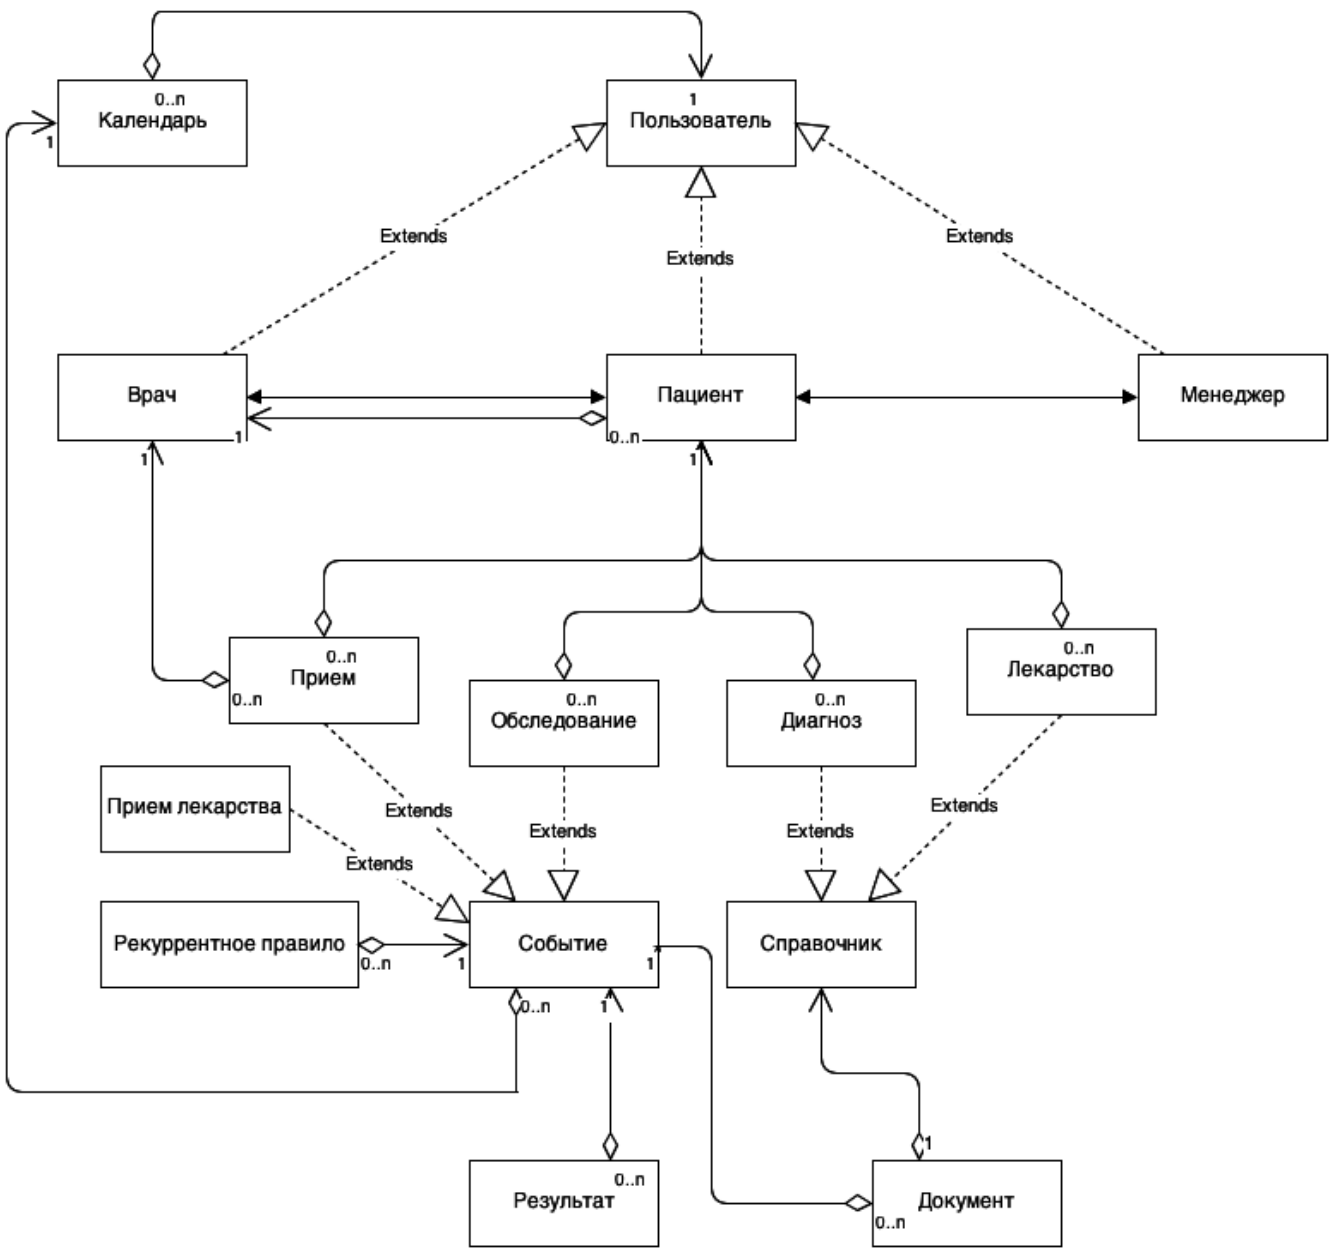 0..n
Календарь
1
1
Пользователь
Extends
Extends
Extends
Врач
1
Пациент
0..n
Менеджер
1
1
0..n
Прием
0..n
0..n
Обследование
0..n
Диагноз
0..n
Лекарство
Прием лекарства
Extends
Extends
Extends
Extends
Extends
Рекуррентное правило
0..n
1
Событие
1
0..n
1
Справочник
0..n
Результат
1
Документ
0..n